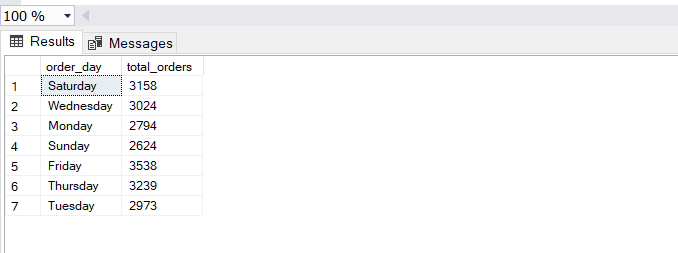 100 %
Results Messages
order_day total_orders
1 Saturday 3158
2 Wednesday 3024
3 Monday 2794
4 Sunday 2624
5 Friday 3538
6 Thursday 3239
7 Tuesday 2973